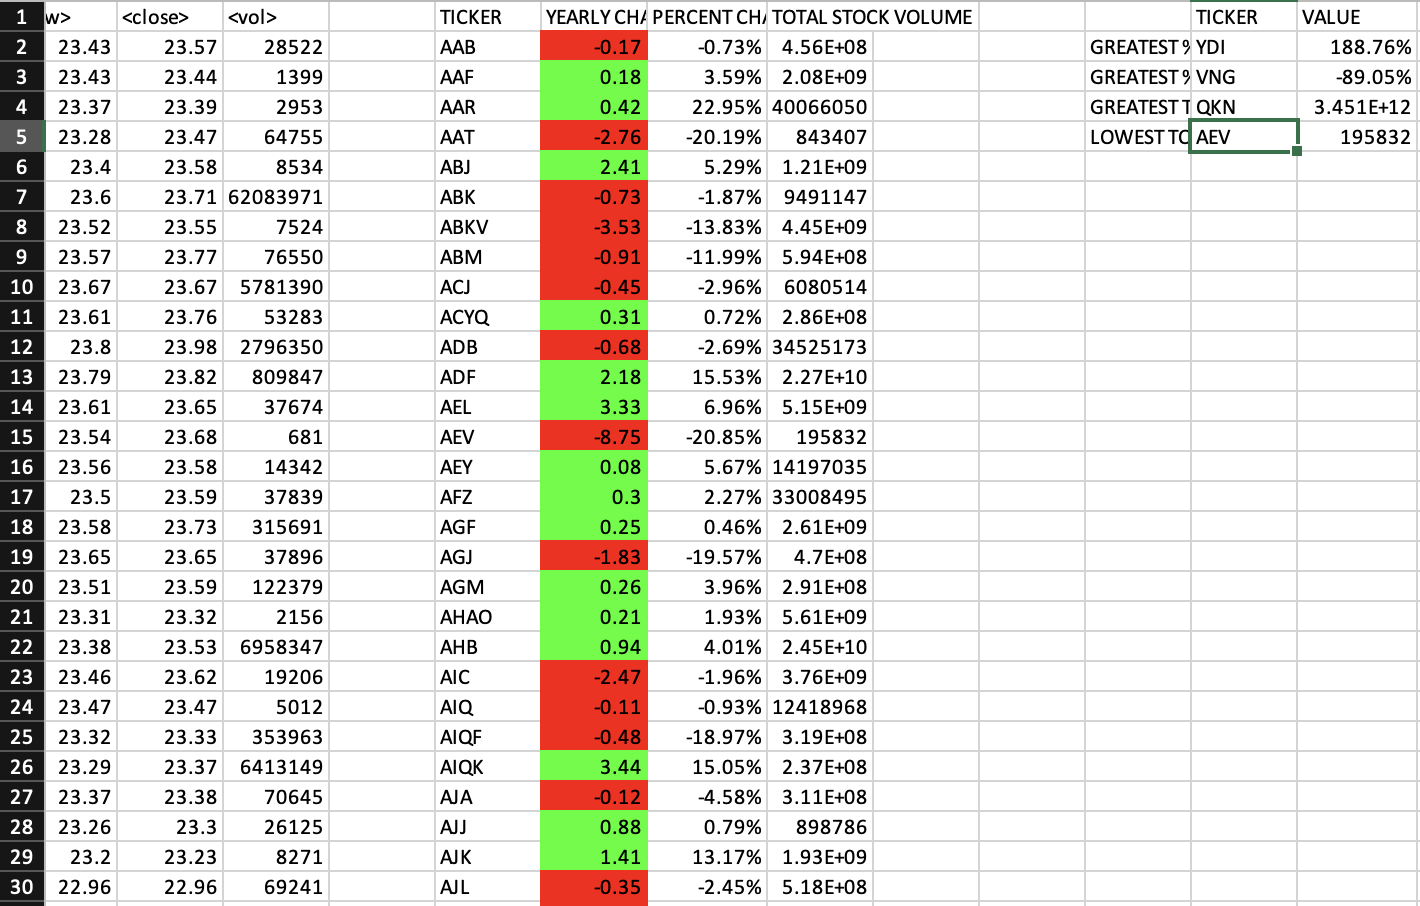 1 w> <close> <vol> TICKER YEARLY CHA PERCENT CHA TOTAL STOCK VOLUME TICKER VALUE
2 23.43 23.57 28522 AAB -0.17 -0.73% 4.56E+08 GREATEST % YDI 188.76%
3 23.43 23.44 1399 AAF 0.18 3.59% 2.08E+09 GREATEST % VNG -89.05%
4 23.37 23.39 2953 AAR 0.42 22.95% 40066050 GREATEST T QKN 3.451E+12
5 23.28 23.47 64755 AAT -2.76 -20.19% 843407 LOWEST TO AEV 195832
6 23.4 23.58 8534 ABJ 2.41 5.29% 1.21E+09
7 23.6 23.71 62083971 ABK -0.73 -1.87% 9491147
8 23.52 23.55 7524 ABKV -3.53 -13.83% 4.45E+09
9 23.57 23.77 76550 ABM -0.91 -11.99% 5.94E+08
10 23.67 23.67 5781390 ACJ -0.45 -2.96% 6080514
11 23.61 23.76 53283 ACYQ 0.31 0.72% 2.86E+08
12 23.8 23.98 2796350 ADB -0.68 -2.69% 34525173
13 23.79 23.82 809847 ADF 2.18 15.53% 2.27E+10
14 23.61 23.65 37674 AEL 3.33 6.96% 5.15E+09
15 23.54 23.68 681 AEV -8.75 -20.85% 195832
16 23.56 23.58 14342 AEY 0.08 5.67% 14197035
17 23.5 23.59 37839 AFZ 0.3 2.27% 33008495
18 23.58 23.73 315691 AGF 0.25 0.46% 2.61E+09
19 23.65 23.65 37896 AGJ -1.83 -19.57% 4.7E+08
20 23.51 23.59 122379 AGM 0.26 3.96% 2.91E+08
21 23.31 23.32 2156 AHAO 0.21 1.93% 5.61E+09
22 23.38 23.53 6958347 AHB 0.94 4.01% 2.45E+10
23 23.46 23.62 19206 AIC -2.47 -1.96% 3.76E+09
24 23.47 23.47 5012 AIQ -0.11 -0.93% 12418968
25 23.32 23.33 353963 AIQF -0.48 -18.97% 3.19E+08
26 23.29 23.37 6413149 AIQK 3.44 15.05% 2.37E+08
27 23.37 23.38 70645 AJA -0.12 -4.58% 3.11E+08
28 23.26 23.3 26125 AJJ 0.88 0.79% 898786
29 23.2 23.23 8271 AJK 1.41 13.17% 1.93E+09
30 22.96 22.96 69241 AJL -0.35 -2.45% 5.18E+08